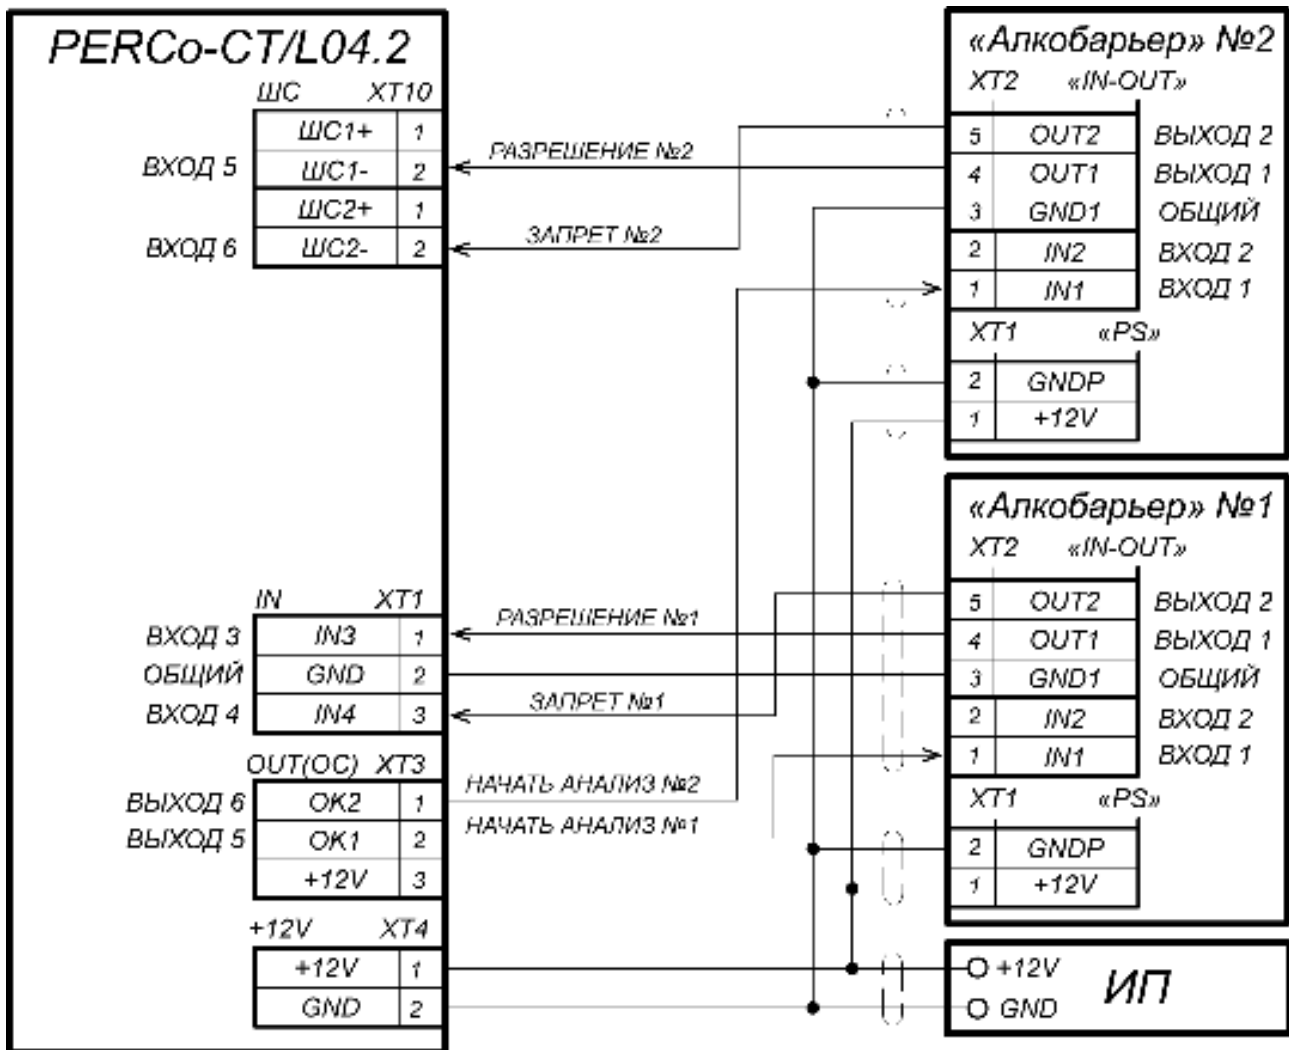 PERCo-CT/L04.2
ШС XT10
ШС1+ 1
ВХОД 5 ШС1- 2
ШС2+ 1
ВХОД 6 ШС2- 2
РАЗРЕШЕНИЕ №2
ЗАПРЕТ №2
«Алкобарьер» №2
XT2 «IN-OUT»
5 OUT2 ВЫХОД 2
4 OUT1 ВЫХОД 1
3 GND1 ОБЩИЙ
2 IN2 ВХОД 2
1 IN1 ВХОД 1
XT1 «PS»
2 GNDP
1 +12V
IN XT1
ВХОД 3 IN3 1
ОБЩИЙ GND 2
ВХОД 4 IN4 3
РАЗРЕШЕНИЕ №1
ЗАПРЕТ №1
OUT(OC) XT3
ВЫХОД 6 OK2 1
ВЫХОД 5 OK1 2
+12V 3
НАЧАТЬ АНАЛИЗ №2
НАЧАТЬ АНАЛИЗ №1
+12V XT4
+12V 1
GND 2
«Алкобарьер» №1
XT2 «IN-OUT»
5 OUT2 ВЫХОД 2
4 OUT1 ВЫХОД 1
3 GND1 ОБЩИЙ
2 IN2 ВХОД 2
1 IN1 ВХОД 1
XT1 «PS»
2 GNDP
1 +12V
+12V ИП
GND